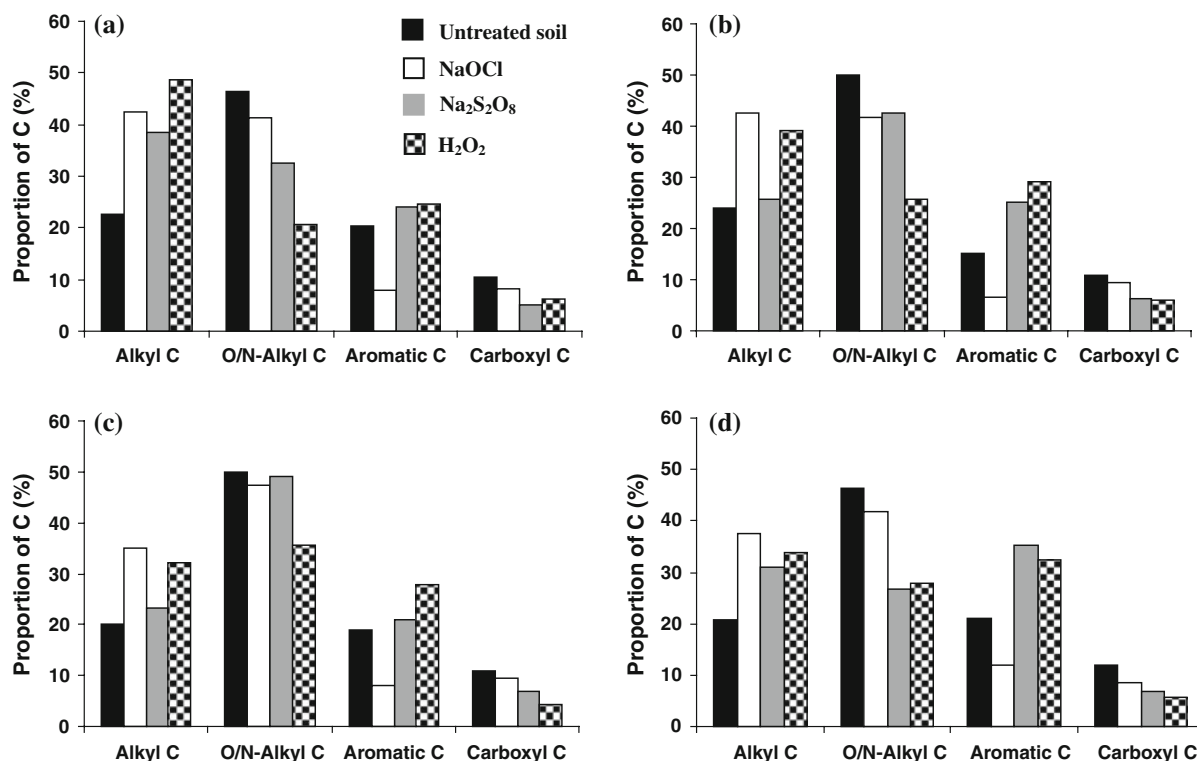 (a)
Proportion of C (%)
60
50
40
30
20
10
0
Untreated soil
NaOCl
Na₂S₂O₈
H₂O₂
Alkyl C O/N-Alkyl C Aromatic C Carboxyl C
(b)
Proportion of C (%)
60
50
40
30
20
10
0
Alkyl C O/N-Alkyl C Aromatic C Carboxyl C
(c)
Proportion of C (%)
60
50
40
30
20
10
0
Alkyl C O/N-Alkyl C Aromatic C Carboxyl C
(d)
Proportion of C (%)
60
50
40
30
20
10
0
Alkyl C O/N-Alkyl C Aromatic C Carboxyl C